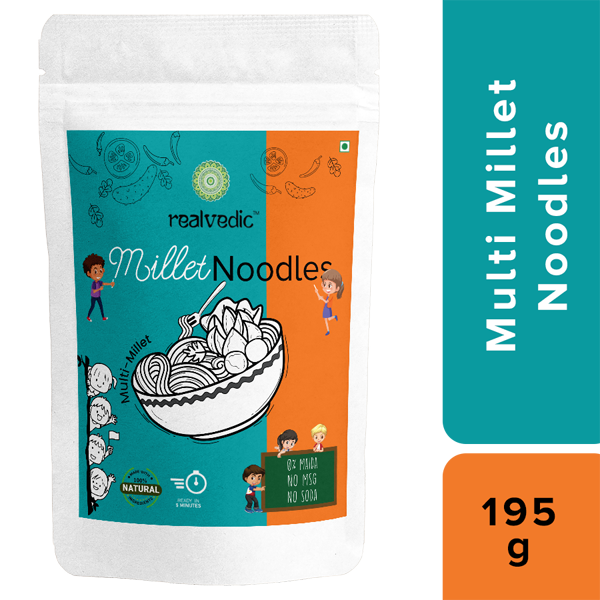 realvedic™
Millet Noodles
Multi-Millet
100%
NATURAL
READY IN
5 MINUTES
0% MAIDA
NO MSG
NO SODA
Multi Millet
Noodles
195
g